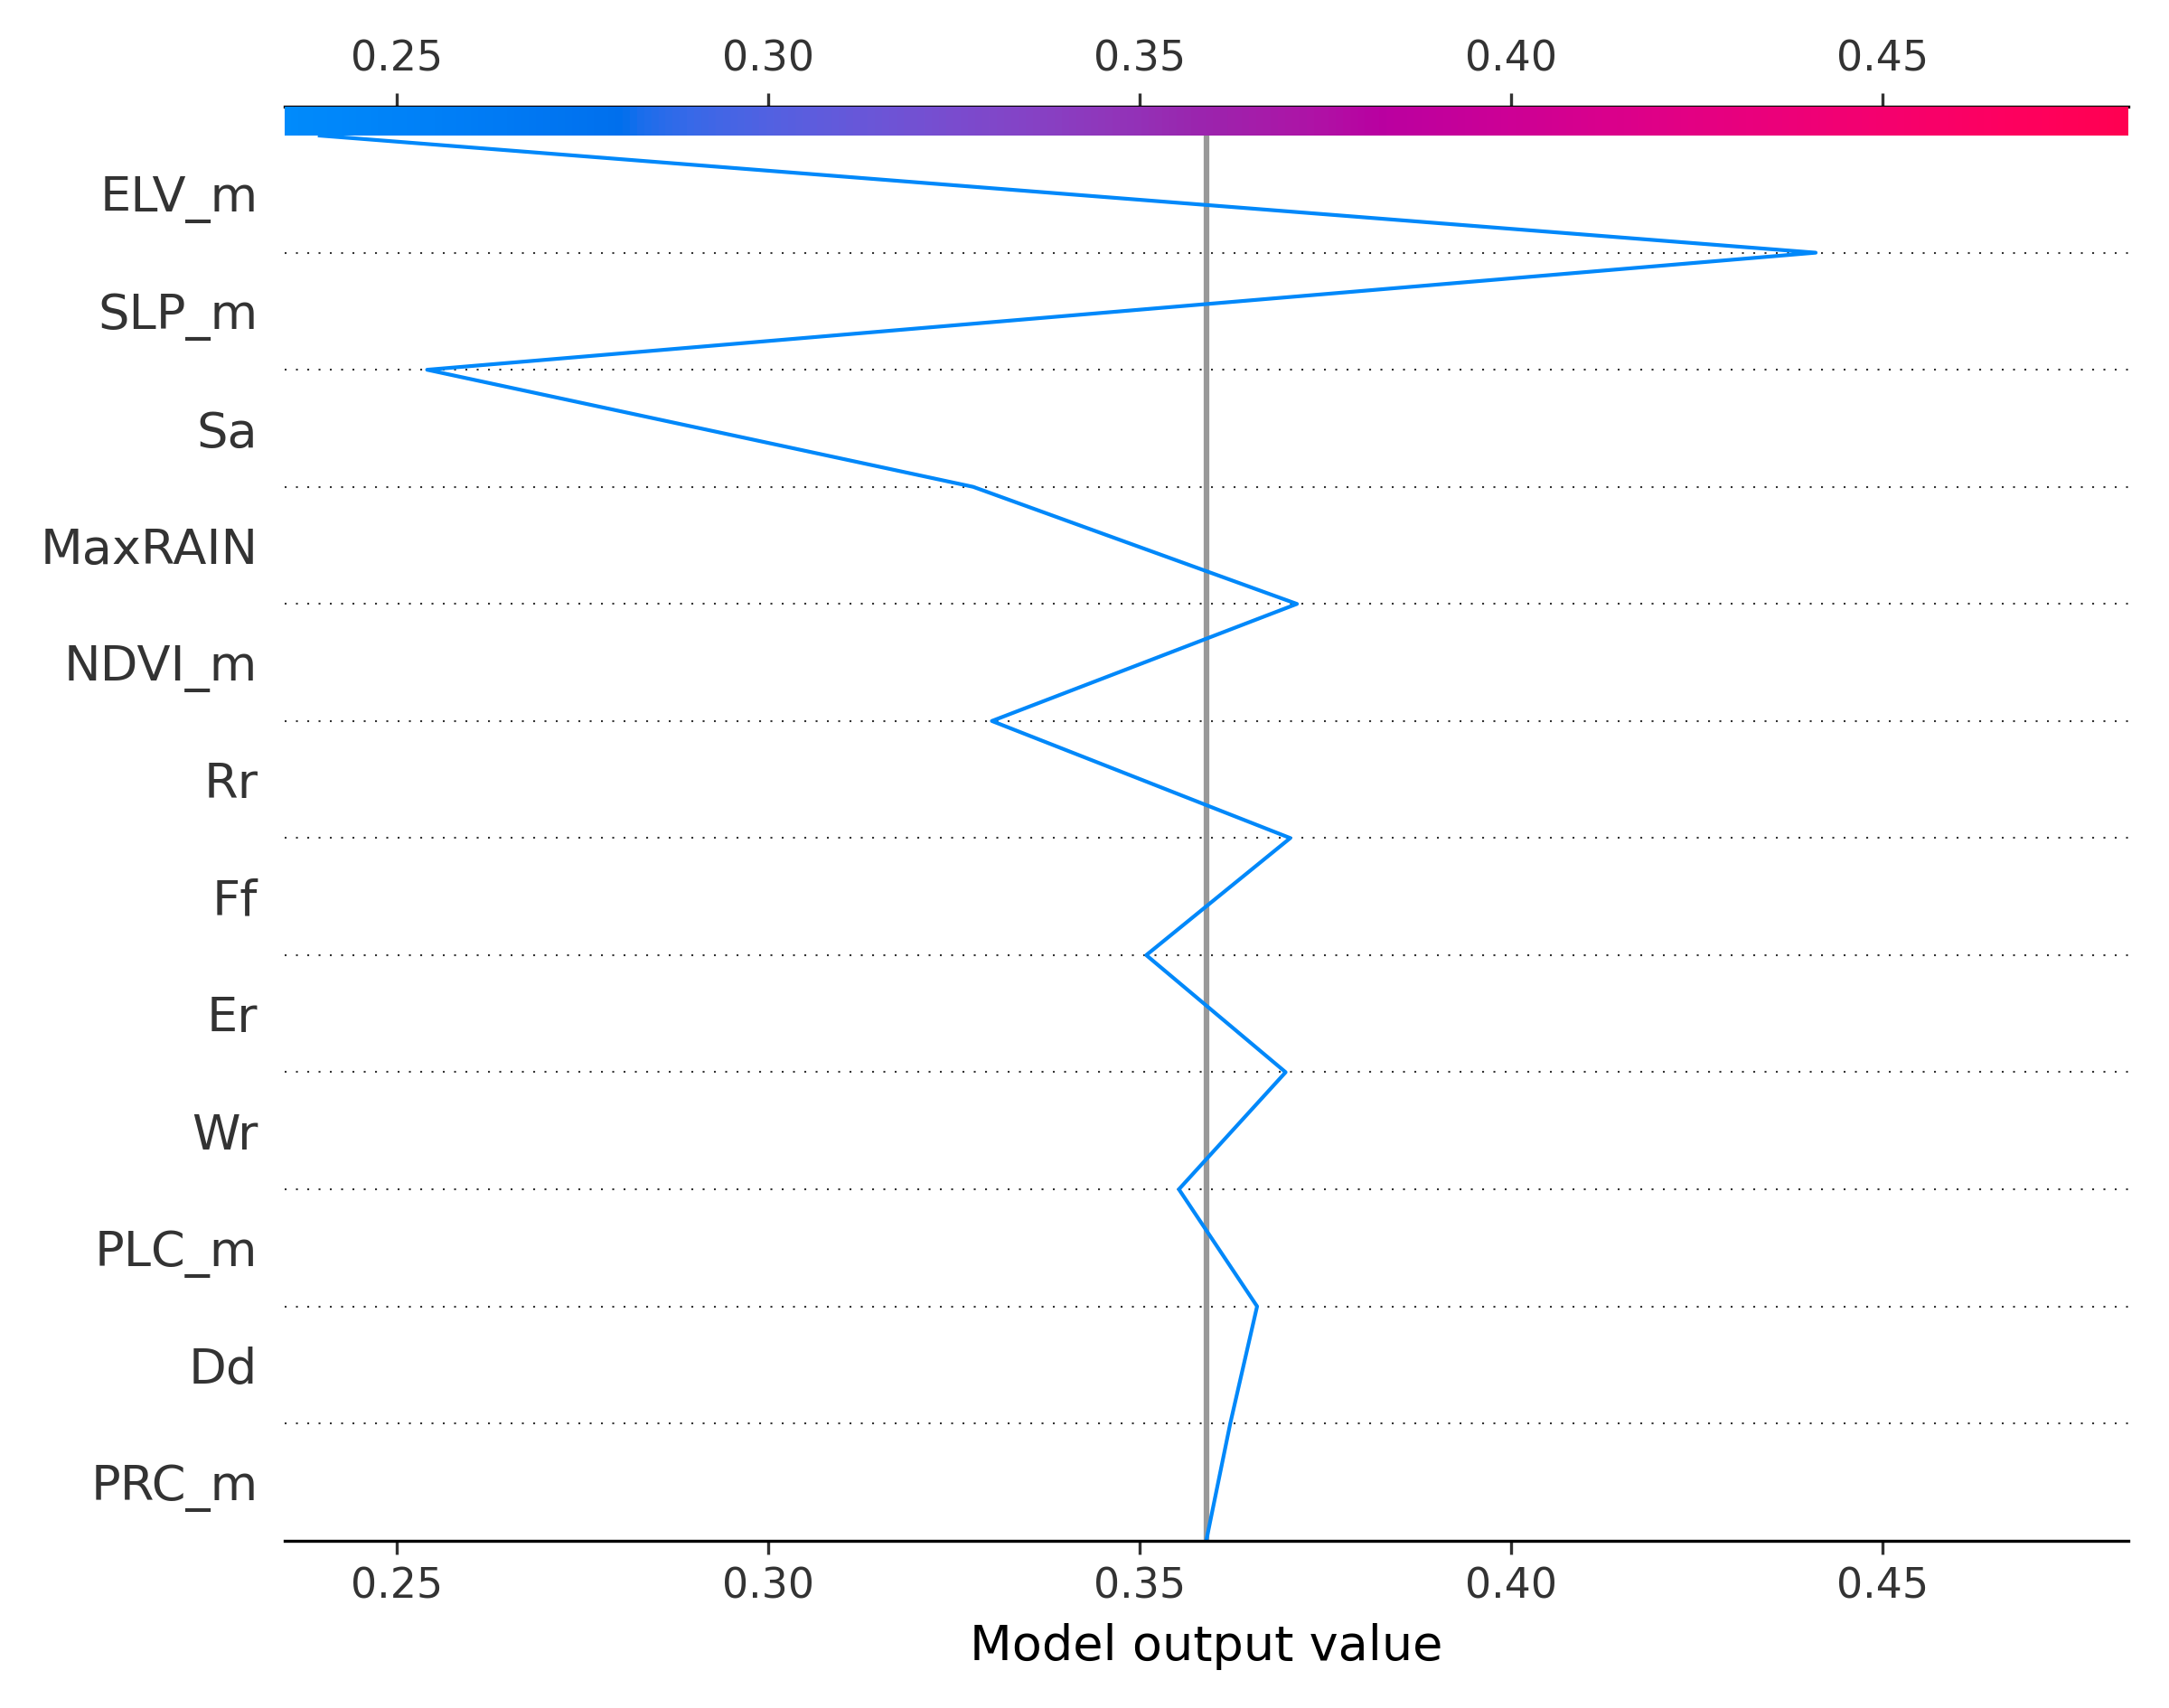 0.25 0.30 0.35 0.40 0.45
ELV_m
SLP_m
Sa
MaxRAIN
NDVI_m
Rr
Ff
Er
Wr
PLC_m
Dd
PRC_m
0.25 0.30 0.35 0.40 0.45
Model output value